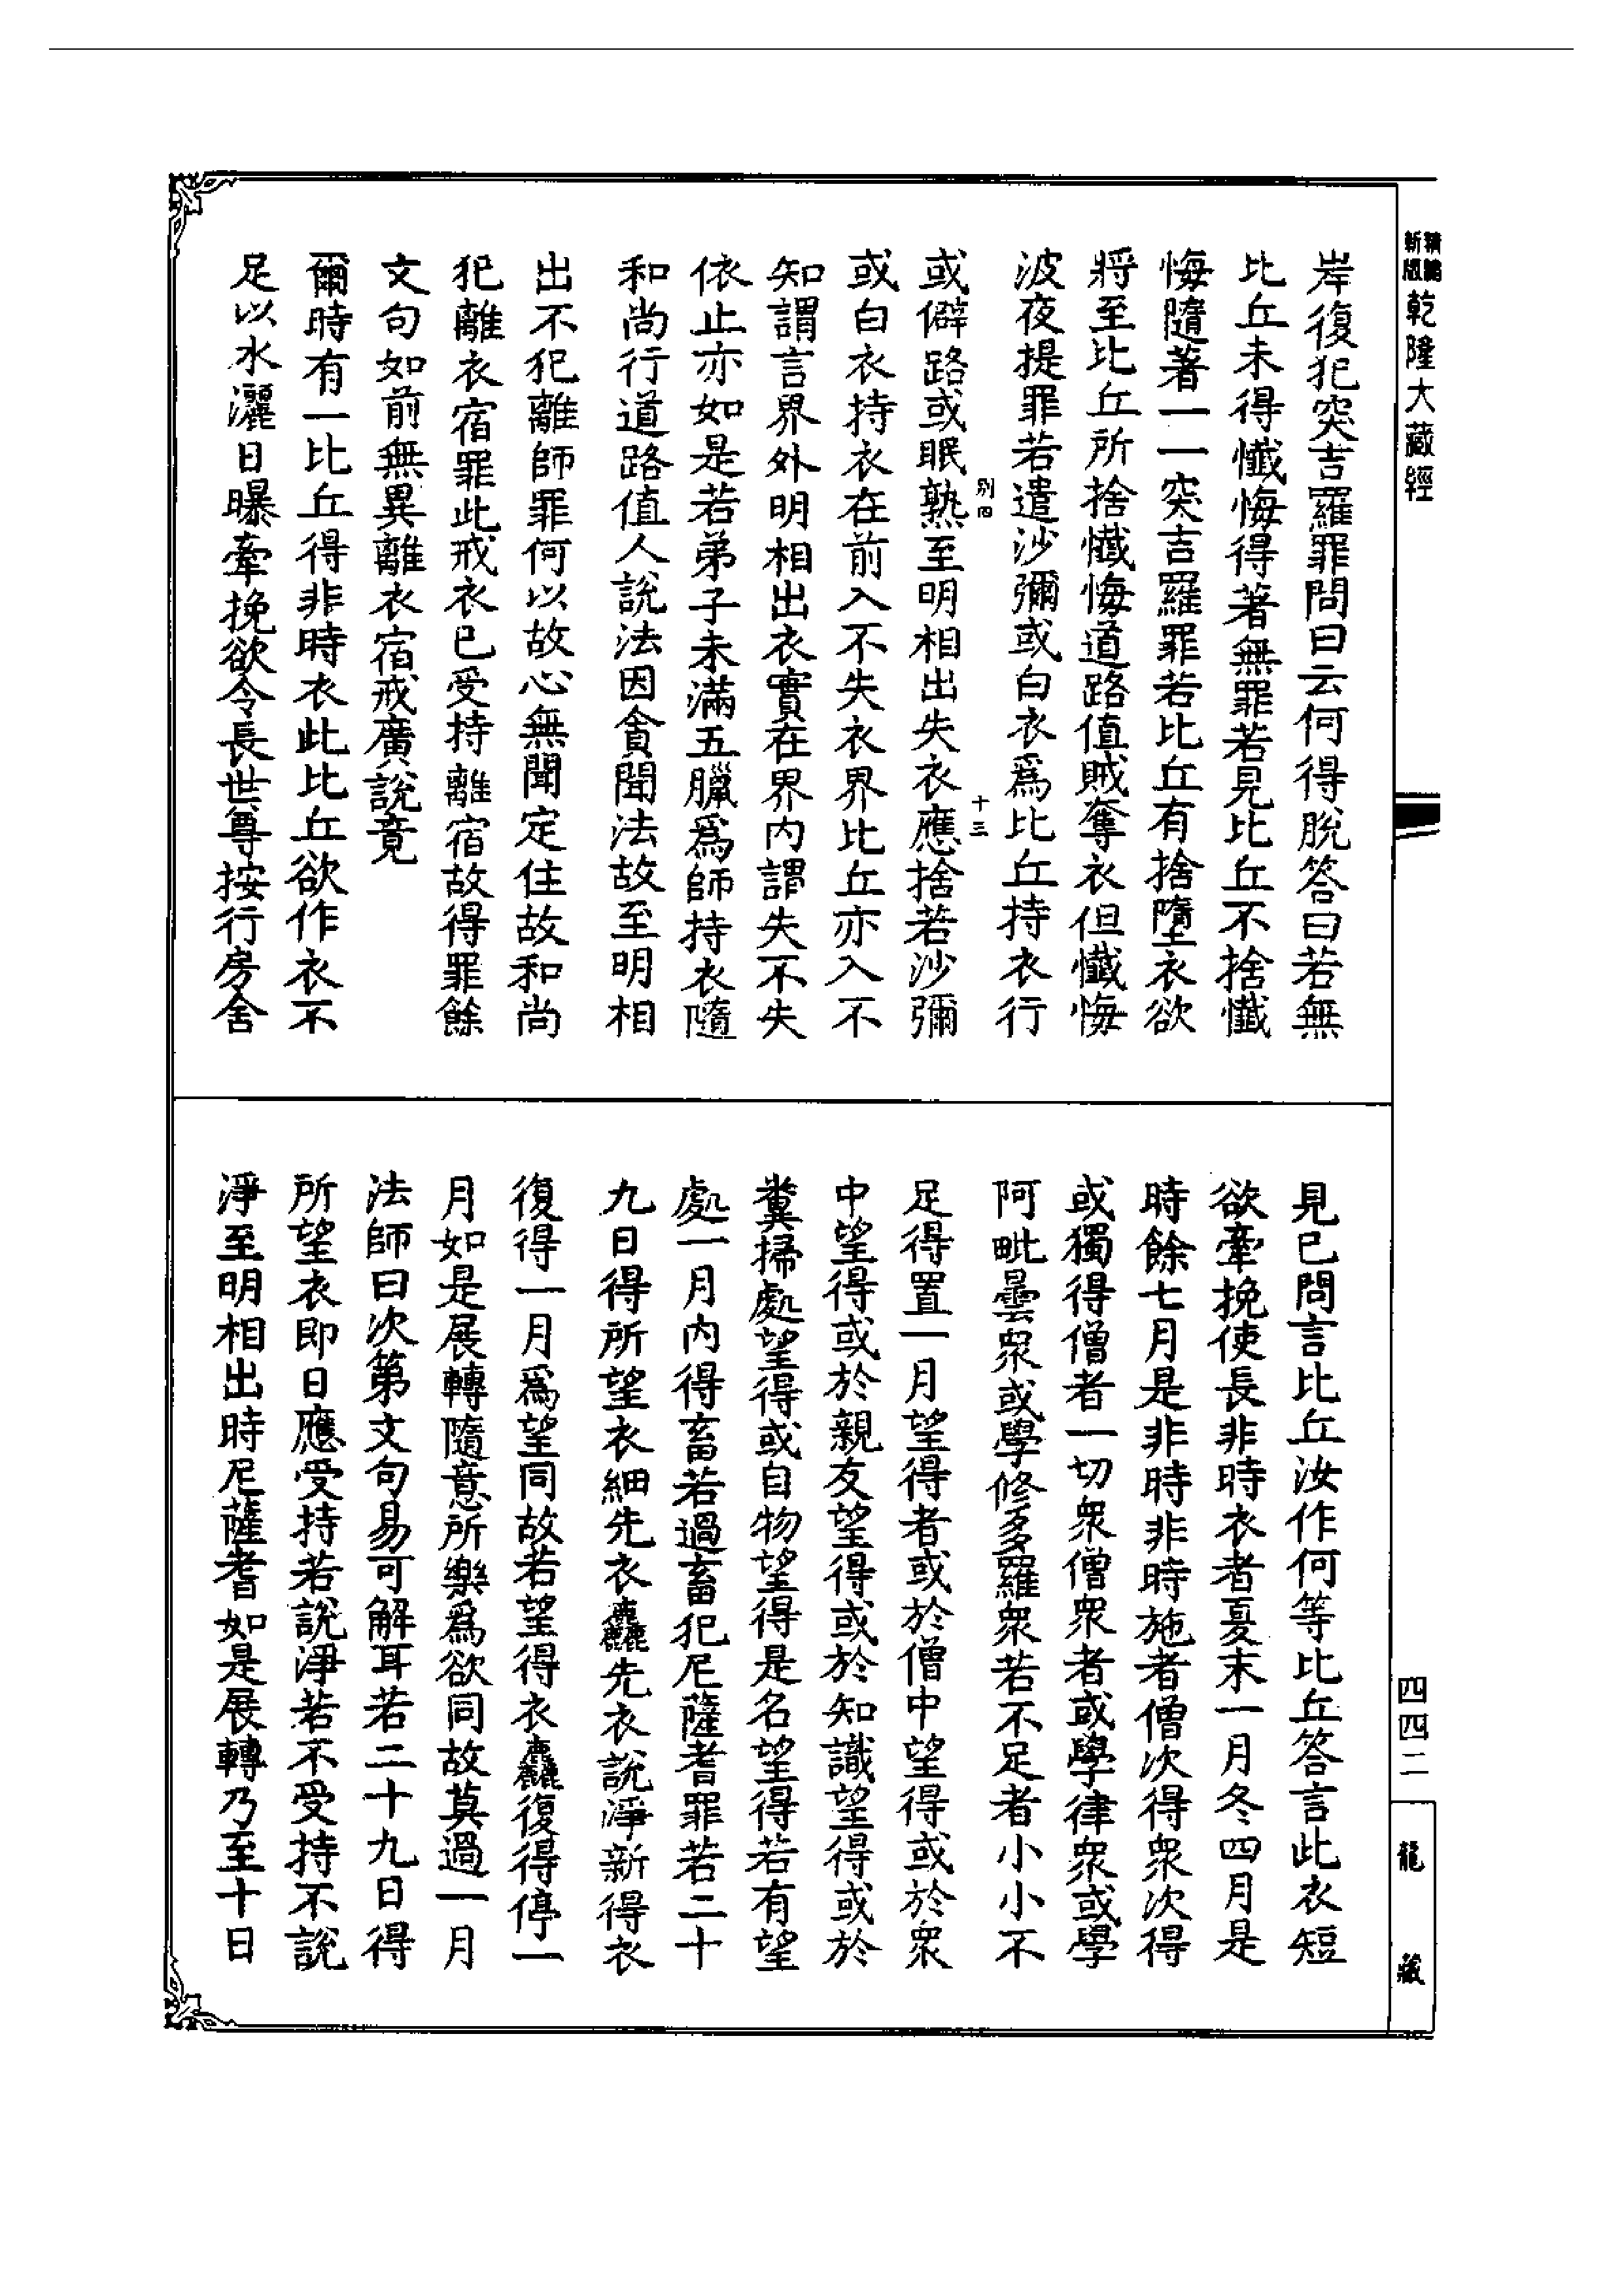 新版精編乾隆大藏經
岸復犯突吉羅罪問曰云何得脫答曰若無
比丘未得懺悔得著無罪若見比丘不捨懺
悔隨著一一突吉羅罪若比丘有捨墮衣欲
將至比丘所捨懺悔道路值賊奪衣但懺悔
波夜提罪若遣沙彌或白衣為比丘持衣行
別四 十三
或僻路或眠熟至明相出失衣應捨若沙彌
或白衣持衣在前入不失衣界比丘亦入不
知謂言界外明相出衣實在界內謂失不失
依止亦如是若弟子未滿五臘為師持衣隨
和尚行道路值人說法因貪聞法故至明相
出不犯離師罪何以故心無聞定住故和尚
犯離衣宿罪此戒衣已受持離宿故得罪餘
文句如前無異離衣宿戒廣說竟
爾時有一比丘得非時衣此比丘欲作衣不
足以水灑日曝牽挽欲令長世尊按行房舍
見已問言比丘汝作何等比丘答言此衣短
欲牽挽使長非時衣者夏末一月冬四月是
時餘七月是非時非時施者僧次得眾次得
或獨得僧者一切眾僧眾者或學律眾或學
阿毗曇眾或學修多羅眾若不足者小小不
足得置一月望得者或於僧中望得或於眾
中望得或於親友望得或於知識望得或於
糞掃處望得或自物望得是名望得若有望
處一月內得畜若過畜犯尼薩耆罪若二十
九日得所望衣細先衣麤先衣說淨新得衣
復得一月為望同故若望得衣麤復得停一
月如是展轉隨意所樂為欲同故莫過一月
法師曰次第文句易可解耳若二十九日得
所望衣即日應受持若說淨若不受持不說
淨至明相出時尼薩耆如是展轉乃至十日
四四二
龍藏